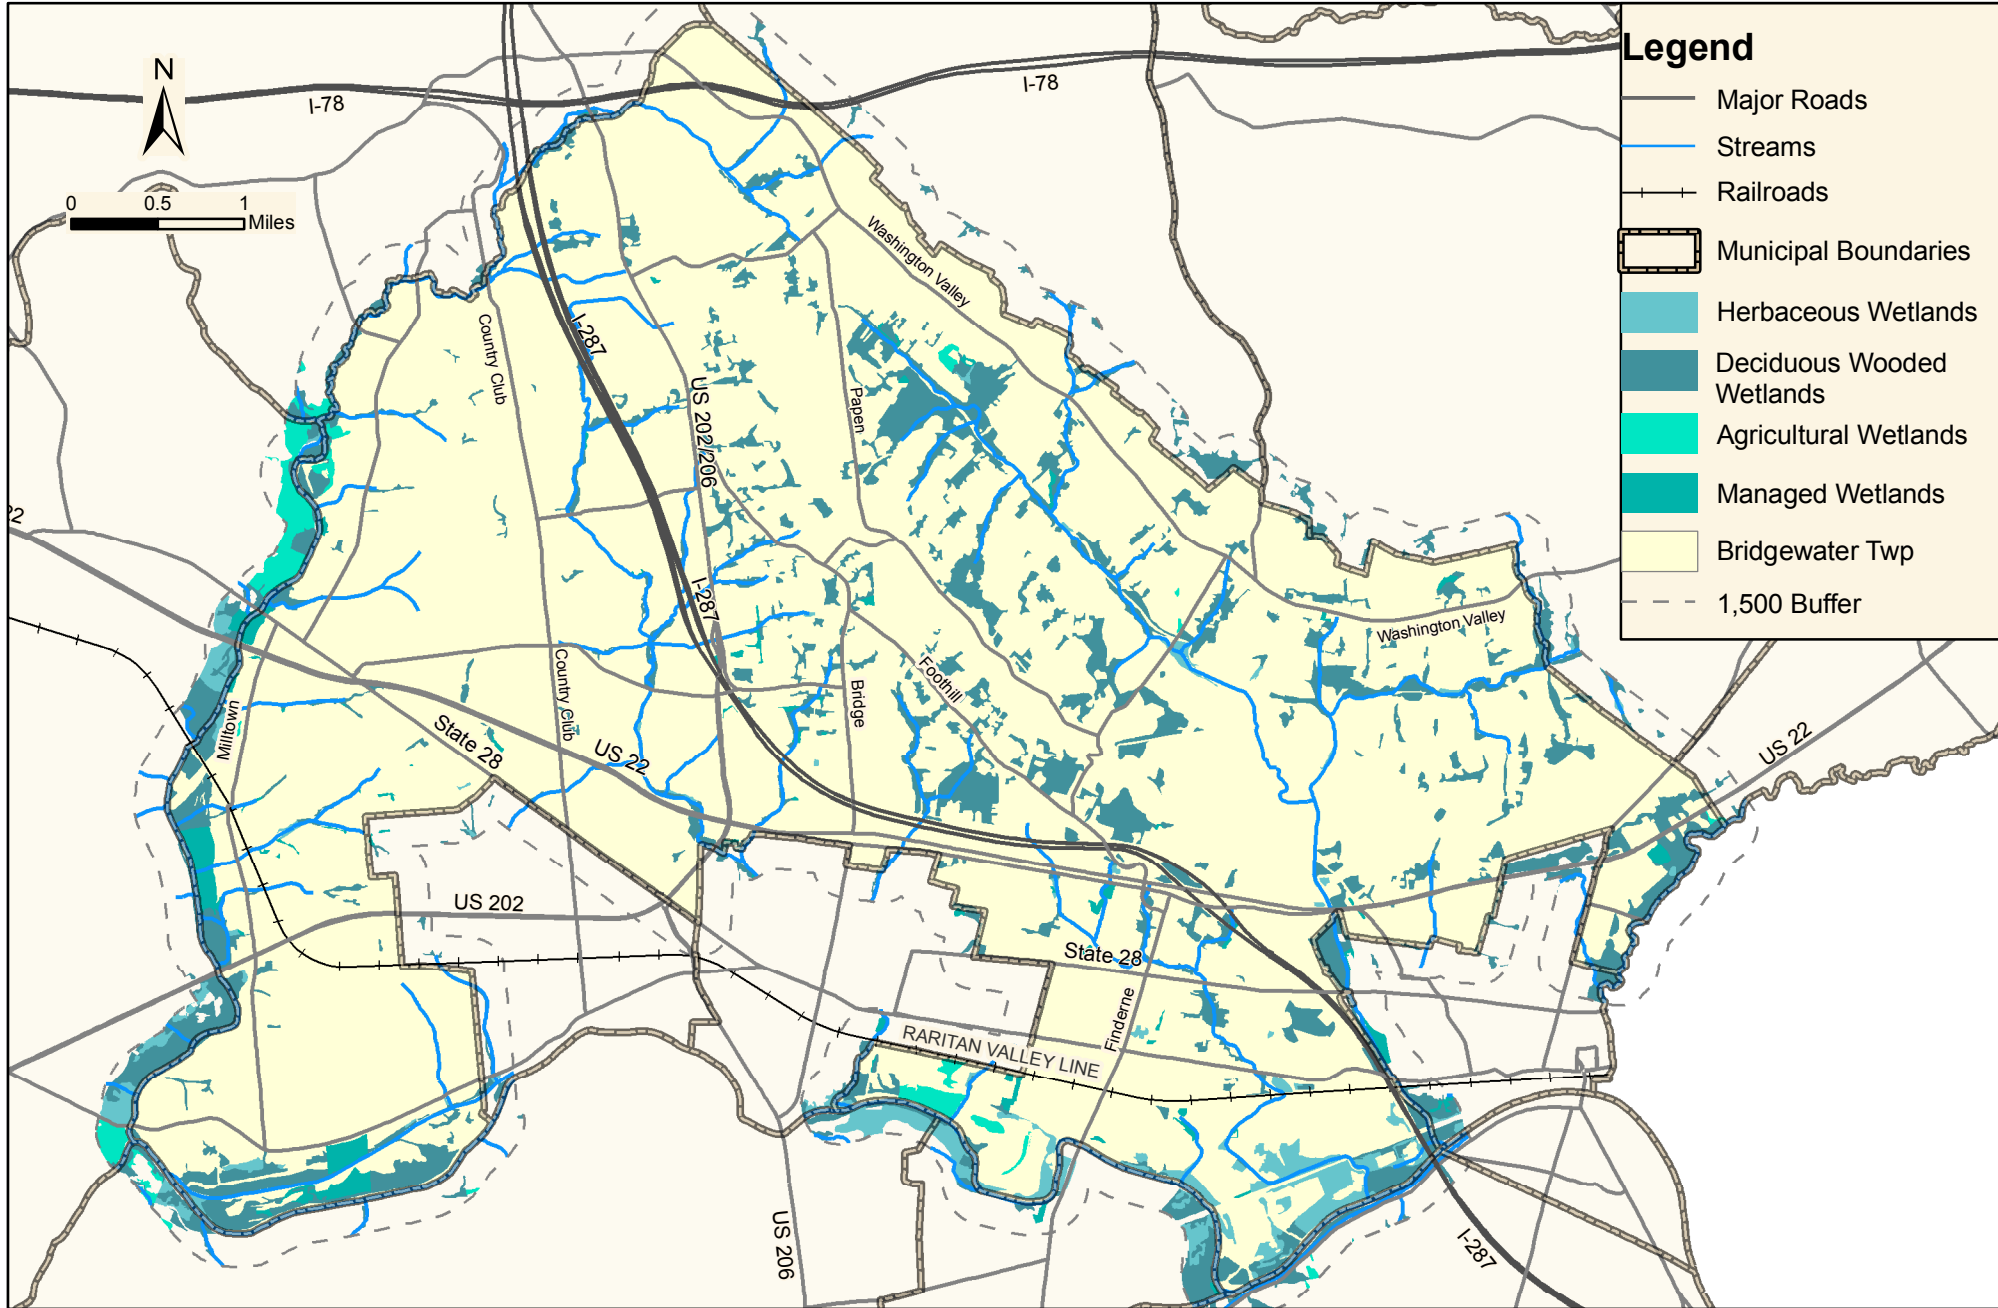 Legend
Major Roads
Streams
Railroads
Municipal Boundaries
Herbaceous Wetlands
Deciduous Wooded
Wetlands
Agricultural Wetlands
Managed Wetlands
Bridgewater Twp
1,500 Buffer
N
0 0.5 1
Miles
I-78
I-78
Washington Valley
Country Club
I-287
US 202/206
Papen
22
I-287
Washington Valley
Foothill
Country Club
Bridge
Milltown
State 28
US 22
US 22
US 202
State 28
Finderne
RARITAN VALLEY LINE
US 206
I-287